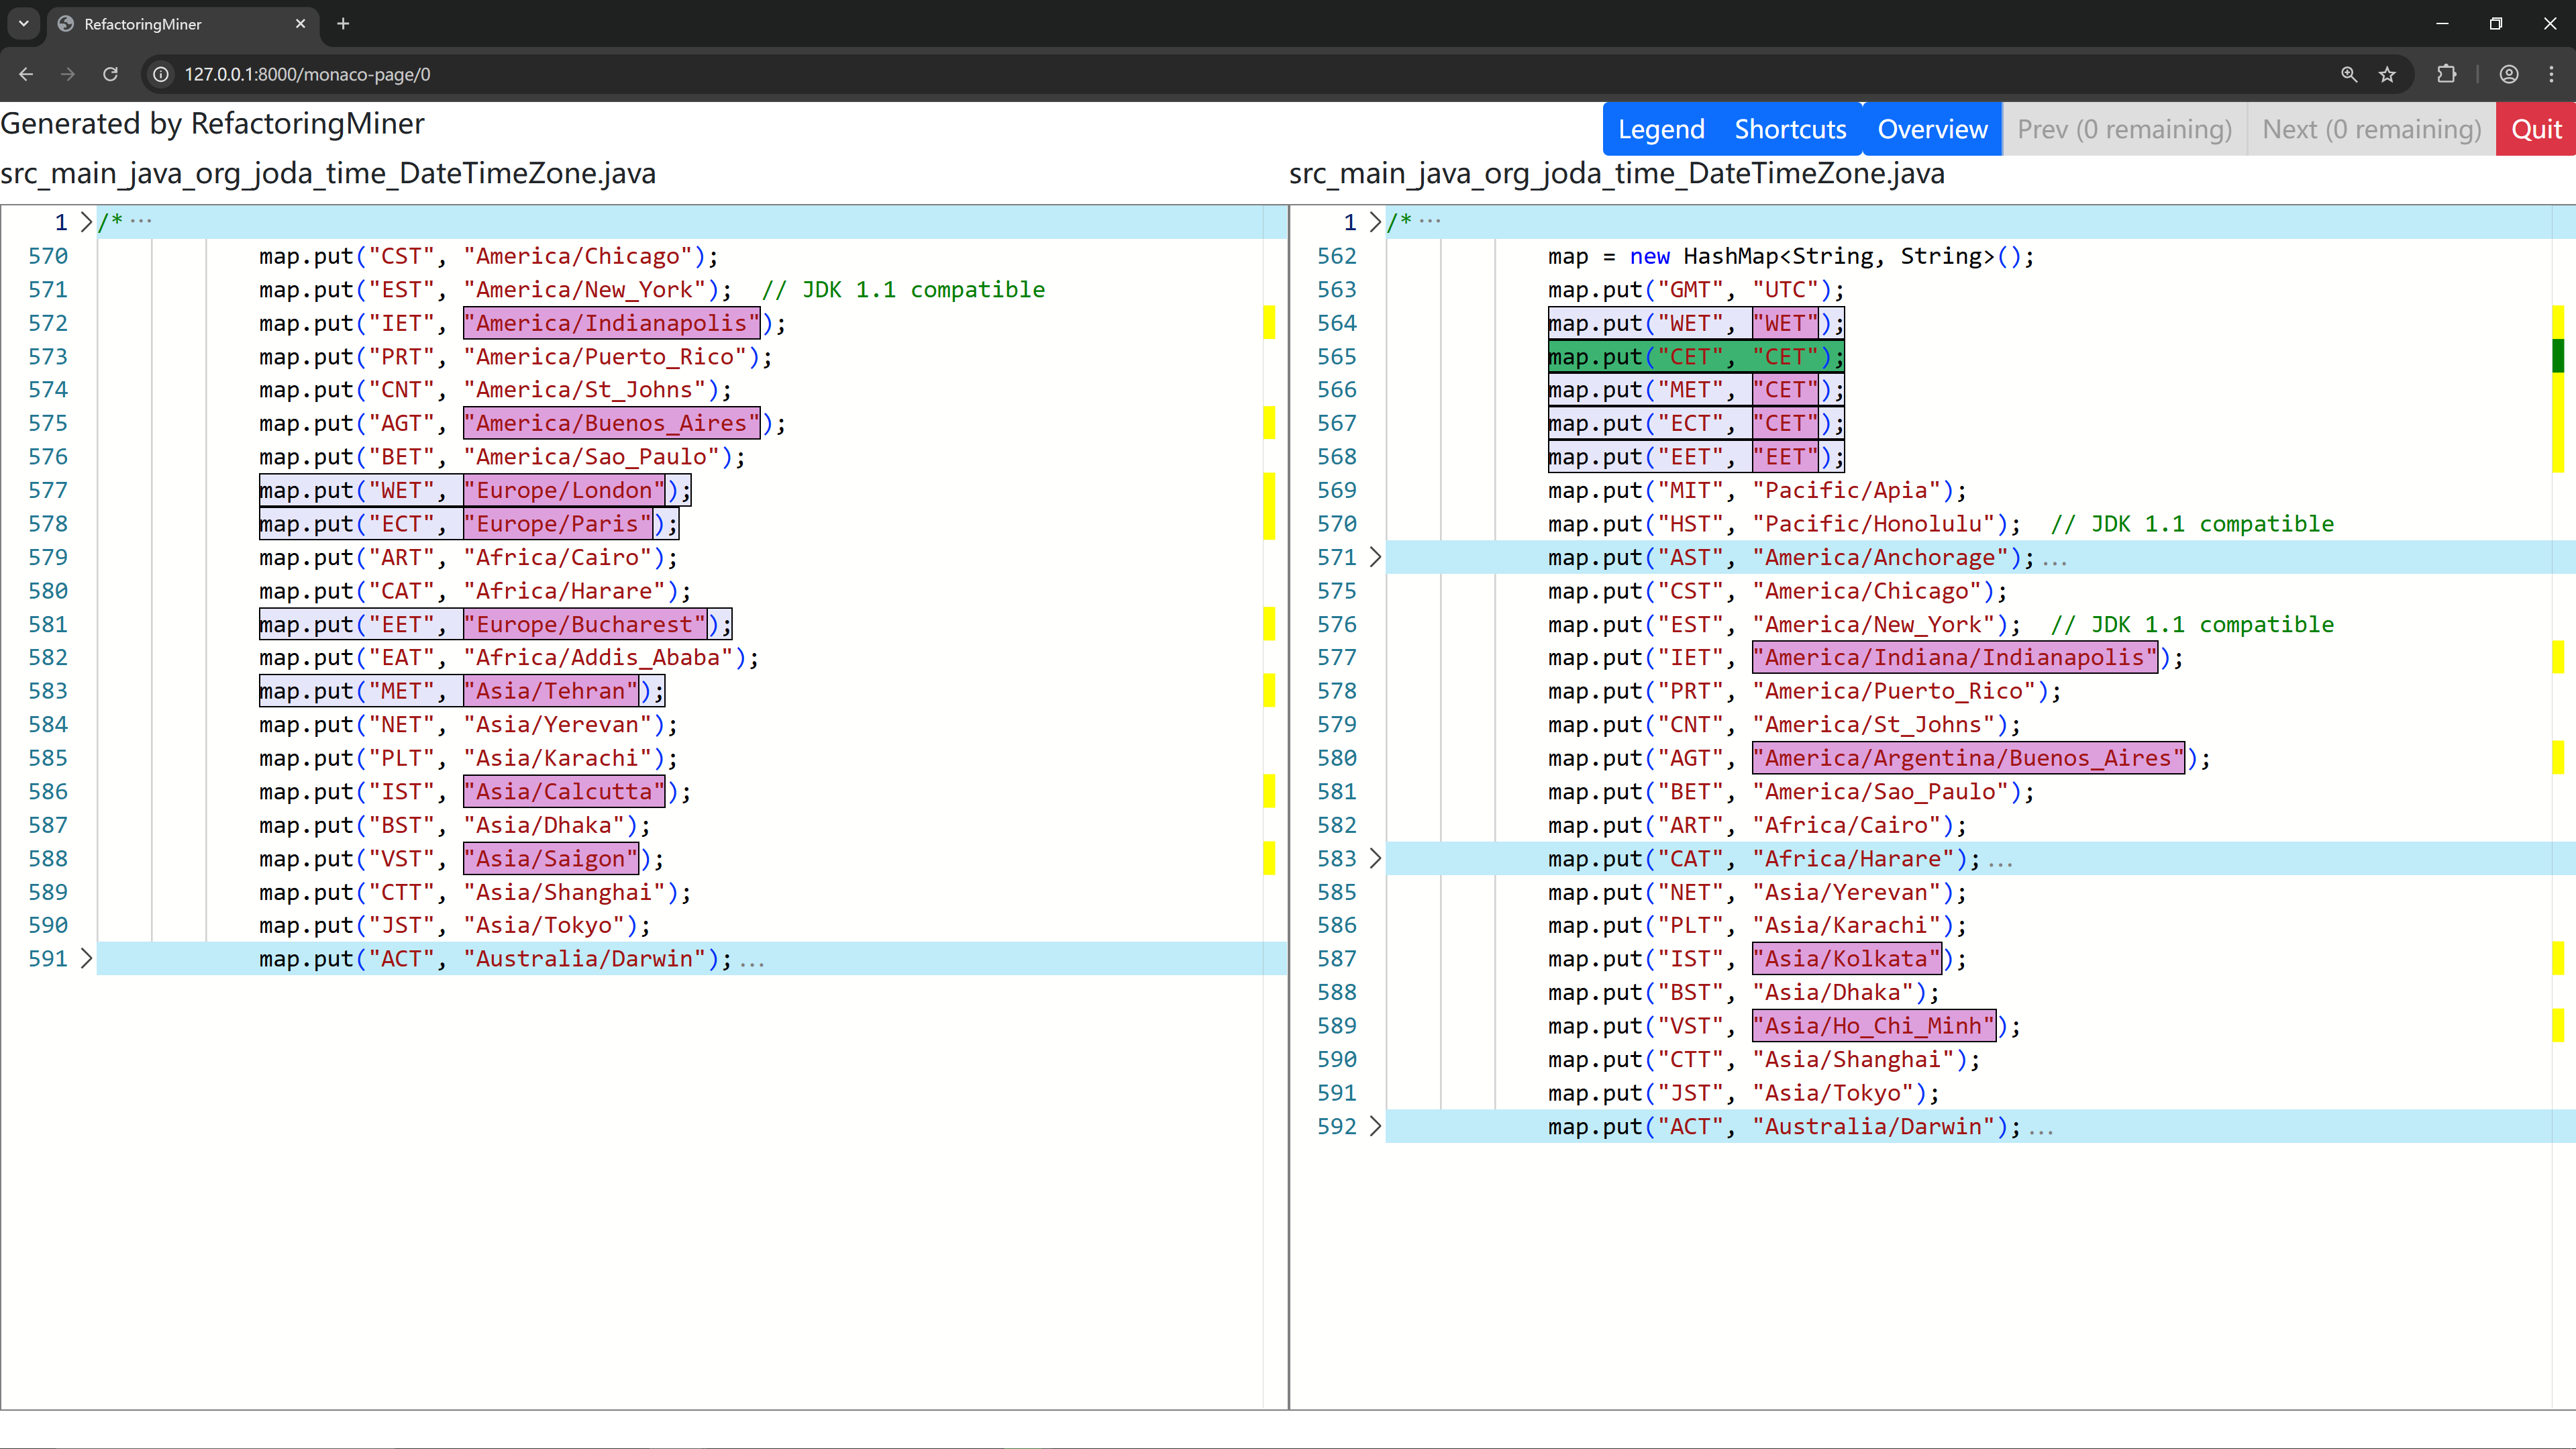 RefactoringMiner
127.0.0.1:8000/monaco-page/0
Generated by RefactoringMiner
Legend Shortcuts Overview Prev (0 remaining) Next (0 remaining) Quit
src_main_java_org_joda_time_DateTimeZone.java
1 /* ···
570 map.put("CST", "America/Chicago");
571 map.put("EST", "America/New_York");  // JDK 1.1 compatible
572 map.put("IET", "America/Indianapolis");
573 map.put("PRT", "America/Puerto_Rico");
574 map.put("CNT", "America/St_Johns");
575 map.put("AGT", "America/Buenos_Aires");
576 map.put("BET", "America/Sao_Paulo");
577 map.put("WET", "Europe/London");
578 map.put("ECT", "Europe/Paris");
579 map.put("ART", "Africa/Cairo");
580 map.put("CAT", "Africa/Harare");
581 map.put("EET", "Europe/Bucharest");
582 map.put("EAT", "Africa/Addis_Ababa");
583 map.put("MET", "Asia/Tehran");
584 map.put("NET", "Asia/Yerevan");
585 map.put("PLT", "Asia/Karachi");
586 map.put("IST", "Asia/Calcutta");
587 map.put("BST", "Asia/Dhaka");
588 map.put("VST", "Asia/Saigon");
589 map.put("CTT", "Asia/Shanghai");
590 map.put("JST", "Asia/Tokyo");
591 map.put("ACT", "Australia/Darwin"); ...
src_main_java_org_joda_time_DateTimeZone.java
1 /* ···
562 map = new HashMap<String, String>();
563 map.put("GMT", "UTC");
564 map.put("WET", "WET");
565 map.put("CET", "CET");
566 map.put("MET", "CET");
567 map.put("ECT", "CET");
568 map.put("EET", "EET");
569 map.put("MIT", "Pacific/Apia");
570 map.put("HST", "Pacific/Honolulu");  // JDK 1.1 compatible
571 map.put("AST", "America/Anchorage"); ...
575 map.put("CST", "America/Chicago");
576 map.put("EST", "America/New_York");  // JDK 1.1 compatible
577 map.put("IET", "America/Indiana/Indianapolis");
578 map.put("PRT", "America/Puerto_Rico");
579 map.put("CNT", "America/St_Johns");
580 map.put("AGT", "America/Argentina/Buenos_Aires");
581 map.put("BET", "America/Sao_Paulo");
582 map.put("ART", "Africa/Cairo");
583 map.put("CAT", "Africa/Harare"); ...
585 map.put("NET", "Asia/Yerevan");
586 map.put("PLT", "Asia/Karachi");
587 map.put("IST", "Asia/Kolkata");
588 map.put("BST", "Asia/Dhaka");
589 map.put("VST", "Asia/Ho_Chi_Minh");
590 map.put("CTT", "Asia/Shanghai");
591 map.put("JST", "Asia/Tokyo");
592 map.put("ACT", "Australia/Darwin"); ...